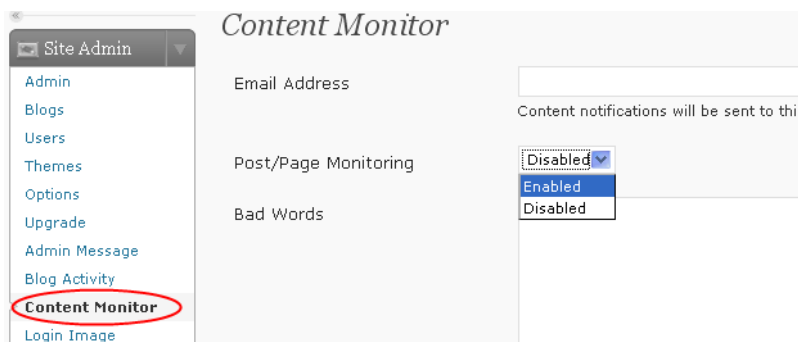 Content Monitor
Site Admin
Admin
Blogs
Users
Themes
Options
Upgrade
Admin Message
Blog Activity
Content Monitor
Login Image
Email Address
Content notifications will be sent to thi
Post/Page Monitoring
Disabled
Enabled
Disabled
Bad Words